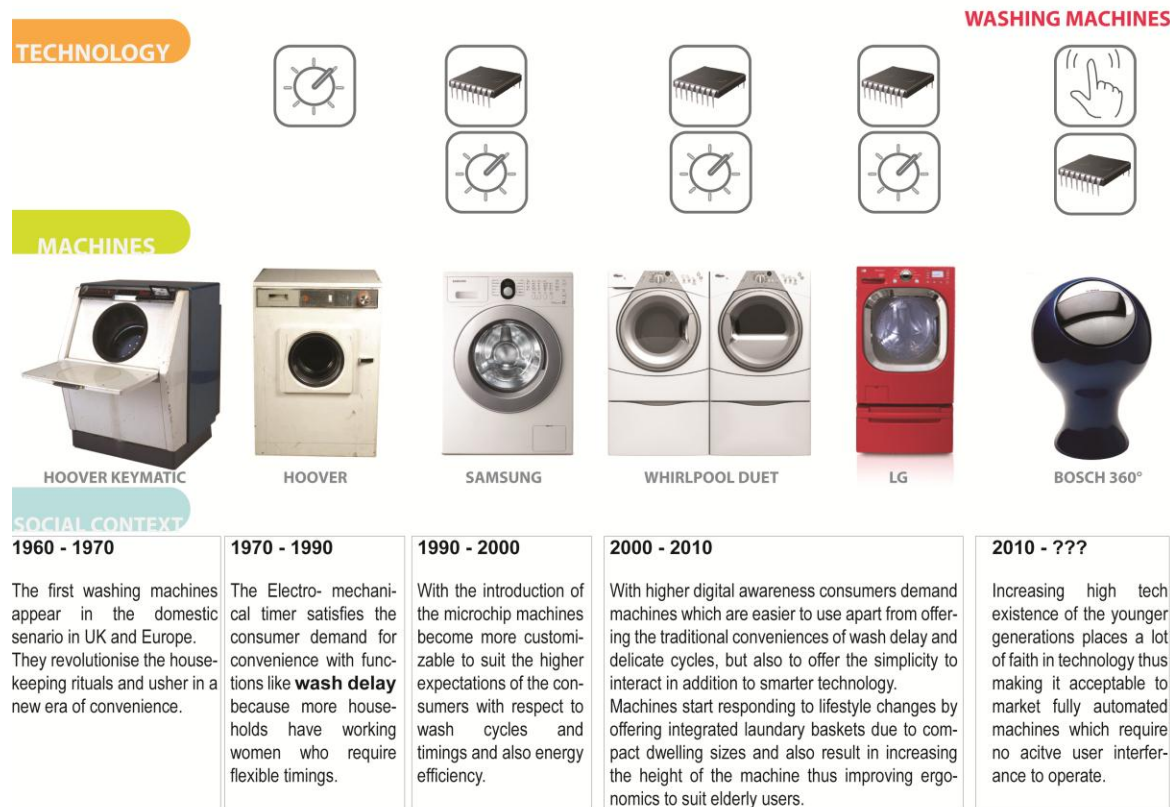 WASHING MACHINES
TECHNOLOGY
MACHINES
HOOVER KEYMATIC
HOOVER
SAMSUNG
WHIRLPOOL DUET
LG
BOSCH 360°
SOCIAL CONTEXT
1960 - 1970
The first washing machines
appear in the domestic
senario in UK and Europe.
They revolutionise the house-
keeping rituals and usher in a
new era of convenience.
1970 - 1990
The Electro- mechani-
cal timer satisfies the
consumer demand for
convenience with func-
tions like wash delay
because more house-
holds have working
women who require
flexible timings.
1990 - 2000
With the introduction of
the microchip machines
become more customi-
zable to suit the higher
expectations of the con-
sumers with respect to
wash cycles and
timings and also energy
efficiency.
2000 - 2010
With higher digital awareness consumers demand
machines which are easier to use apart from offer-
ing the traditional conveniences of wash delay and
delicate cycles, but also to offer the simplicity to
interact in addition to smarter technology.
Machines start responding to lifestyle changes by
offering integrated laundary baskets due to com-
pact dwelling sizes and also result in increasing
the height of the machine thus improving ergo-
nomics to suit elderly users.
2010 - ???
Increasing high tech
existence of the younger
generations places a lot
of faith in technology thus
making it acceptable to
market fully automated
machines which require
no acitve user interfer-
ance to operate.